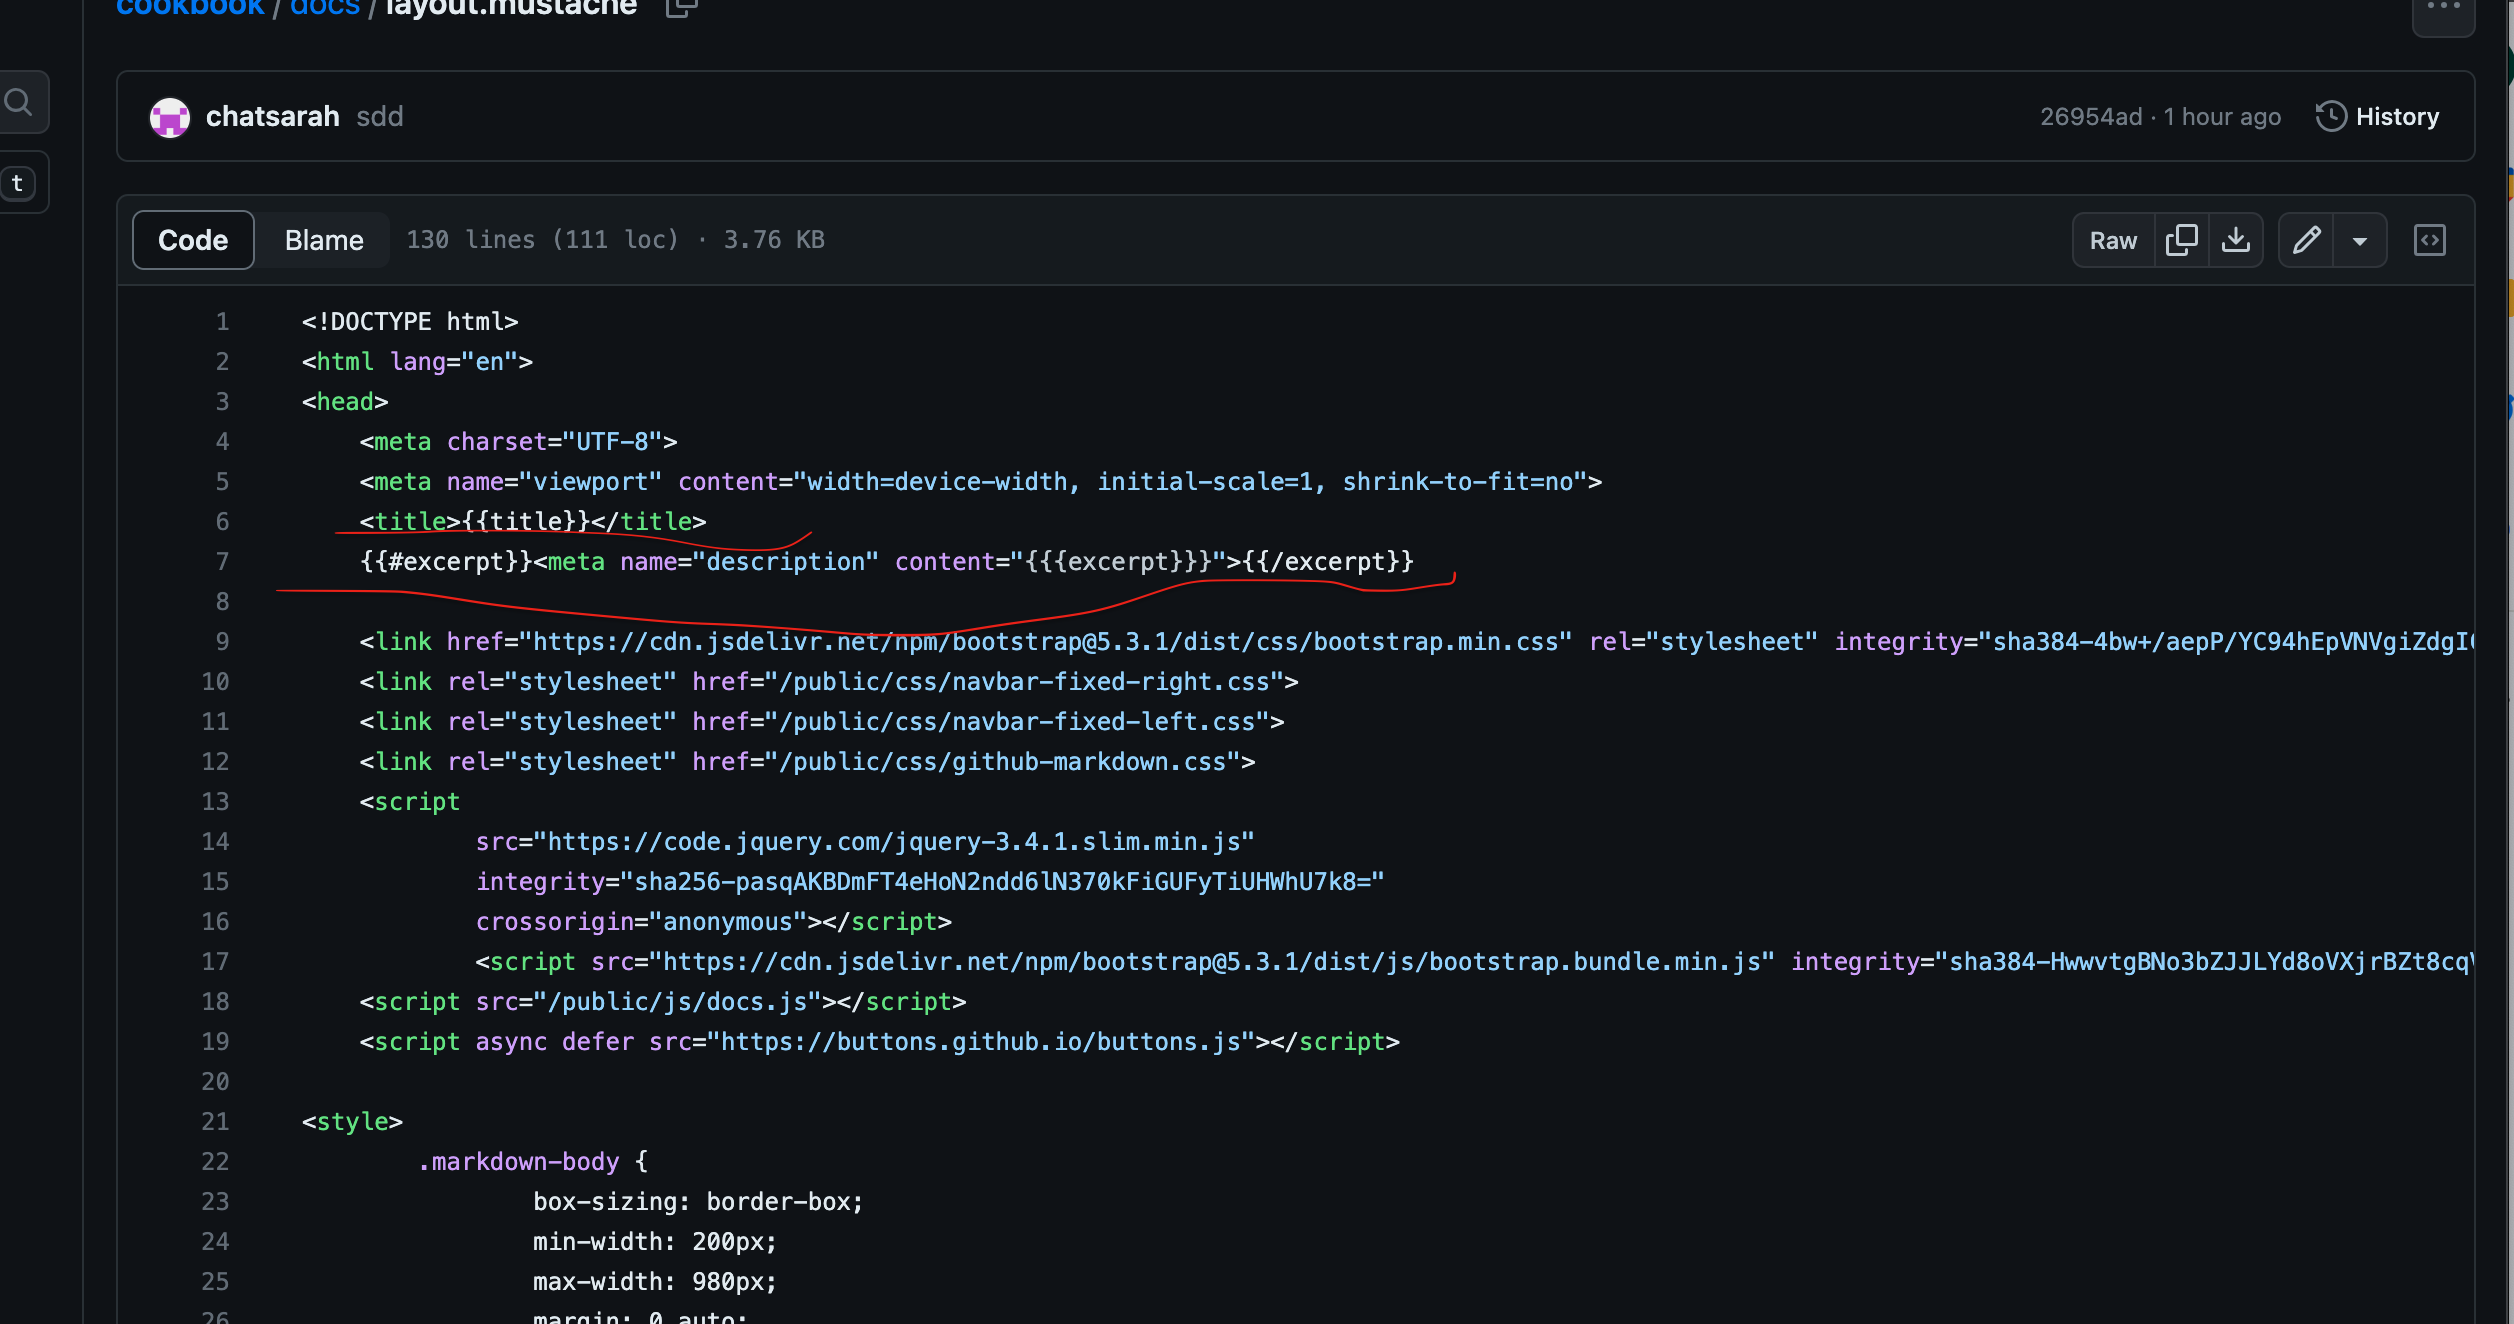 cookbook / docs / layout.mustache
chatsarah sdd
26954ad · 1 hour ago
History
t
Code
Blame
130 lines (111 loc) · 3.76 KB
Raw
1 <!DOCTYPE html>
2 <html lang="en">
3 <head>
4 <meta charset="UTF-8">
5 <meta name="viewport" content="width=device-width, initial-scale=1, shrink-to-fit=no">
6 <title>{{title}}</title>
7 {{#excerpt}}<meta name="description" content="{{{excerpt}}}">{{/excerpt}}
8
9 <link href="https://cdn.jsdelivr.net/npm/bootstrap@5.3.1/dist/css/bootstrap.min.css" rel="stylesheet" integrity="sha384-4bw+/aepP/YC94hEpVNVgiZdgI
10 <link rel="stylesheet" href="/public/css/navbar-fixed-right.css">
11 <link rel="stylesheet" href="/public/css/navbar-fixed-left.css">
12 <link rel="stylesheet" href="/public/css/github-markdown.css">
13 <script
14 src="https://code.jquery.com/jquery-3.4.1.slim.min.js"
15 integrity="sha256-pasqAKBDmFT4eHoN2ndd6lN370kFiGUFyTiUHWhU7k8="
16 crossorigin="anonymous"></script>
17 <script src="https://cdn.jsdelivr.net/npm/bootstrap@5.3.1/dist/js/bootstrap.bundle.min.js" integrity="sha384-HwwvtgBNo3bZJJLYd8oVXjrBZt8cq
18 <script src="/public/js/docs.js"></script>
19 <script async defer src="https://buttons.github.io/buttons.js"></script>
20
21 <style>
22 .markdown-body {
23 box-sizing: border-box;
24 min-width: 200px;
25 max-width: 980px;
26 margin: 0 auto;